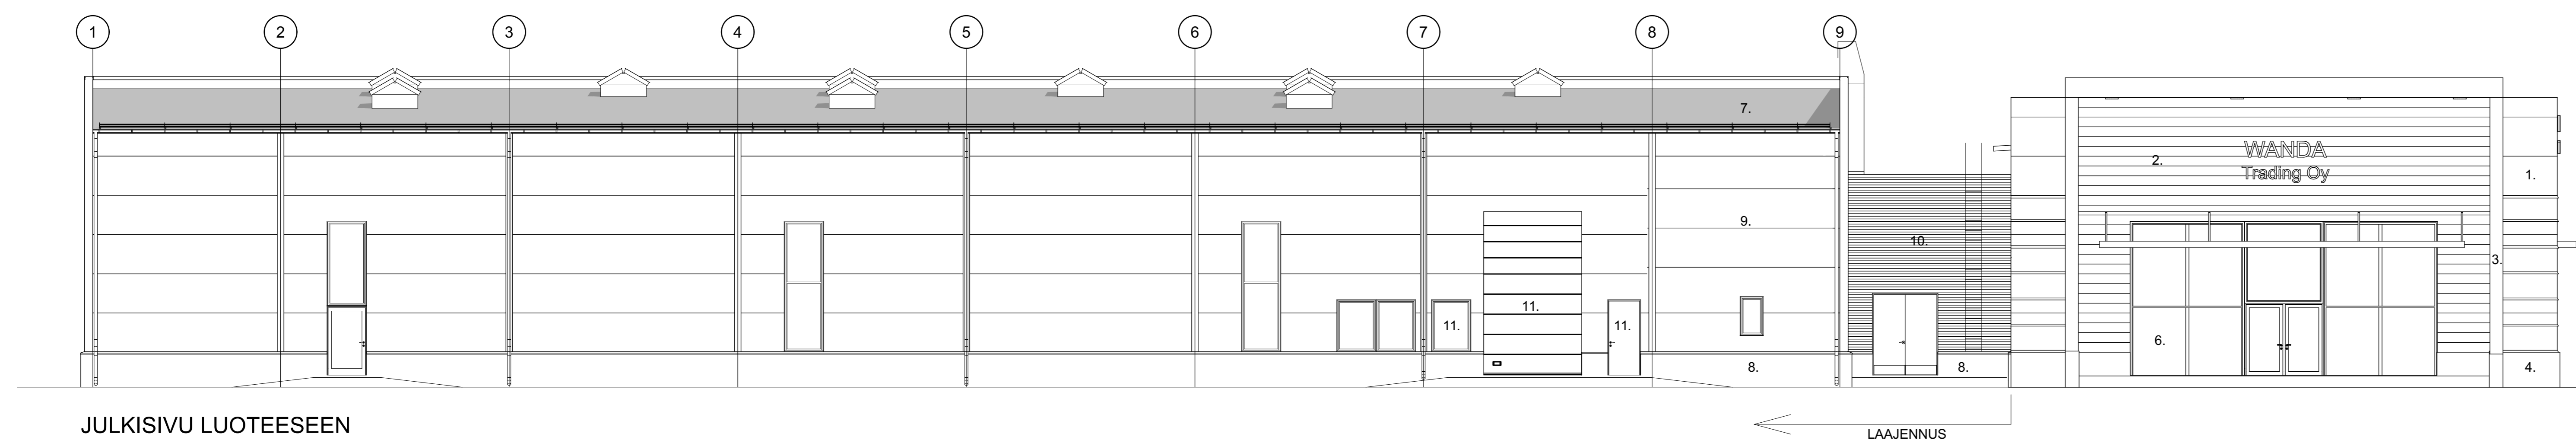 1 2 3 4 5 6 7 8 9
7.
WANDA
2.
Trading Oy
1.
9.
10.
3.
11. 11. 11.
6.
8. 8. 4.
JULKISIVU LUOTEESEEN
LAAJENNUS